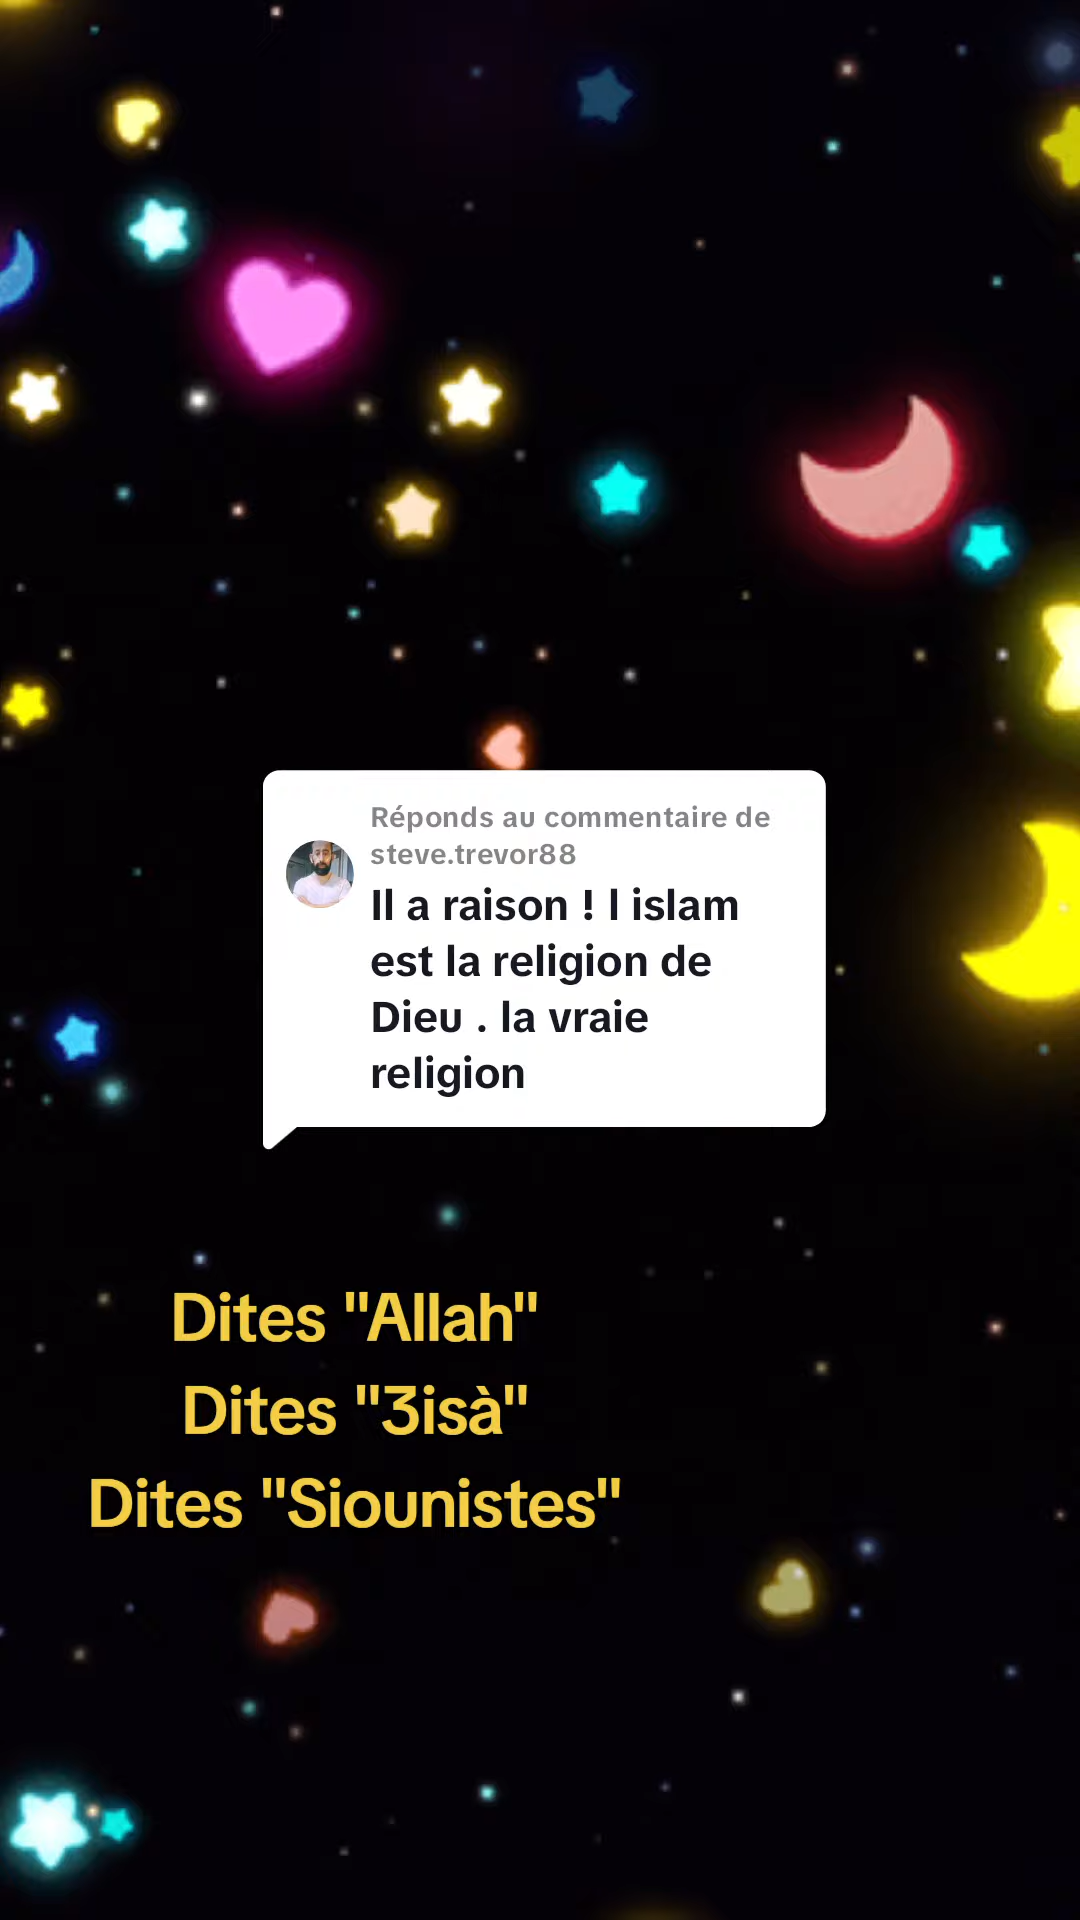 Réponds au commentaire de
steve.trevor88
Il a raison ! l islam
est la religion de
Dieu . la vraie
religion
Dites "Allah"
Dites "3isà"
Dites "Siounistes"